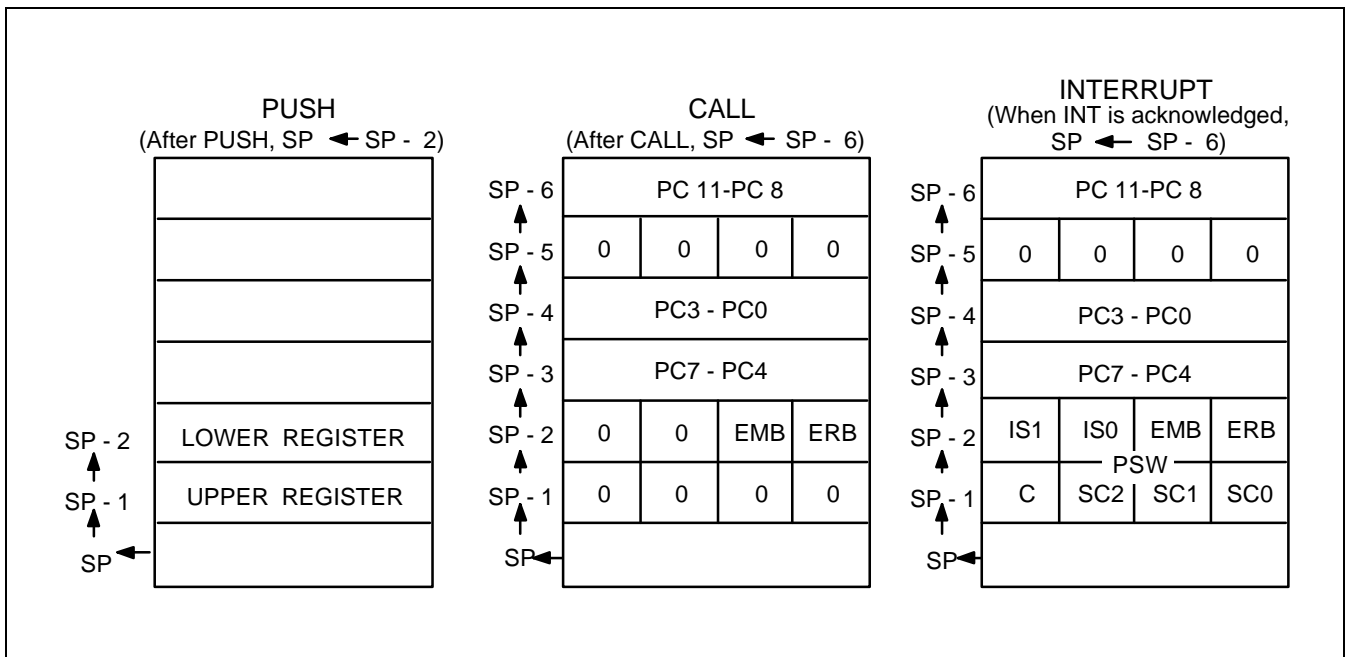 PUSH
(After PUSH, SP ← SP - 2)
SP - 2 LOWER REGISTER
SP - 1 UPPER REGISTER
SP
CALL
(After CALL, SP ← SP - 6)
SP - 6 PC 11-PC 8
SP - 5 0 0 0 0
SP - 4 PC3 - PC0
SP - 3 PC7 - PC4
SP - 2 0 0 EMB ERB
SP - 1 0 0 0 0
SP
INTERRUPT
(When INT is acknowledged,
SP ← SP - 6)
SP - 6 PC 11-PC 8
SP - 5 0 0 0 0
SP - 4 PC3 - PC0
SP - 3 PC7 - PC4
SP - 2 IS1 IS0 EMB ERB
PSW
SP - 1 C SC2 SC1 SC0
SP